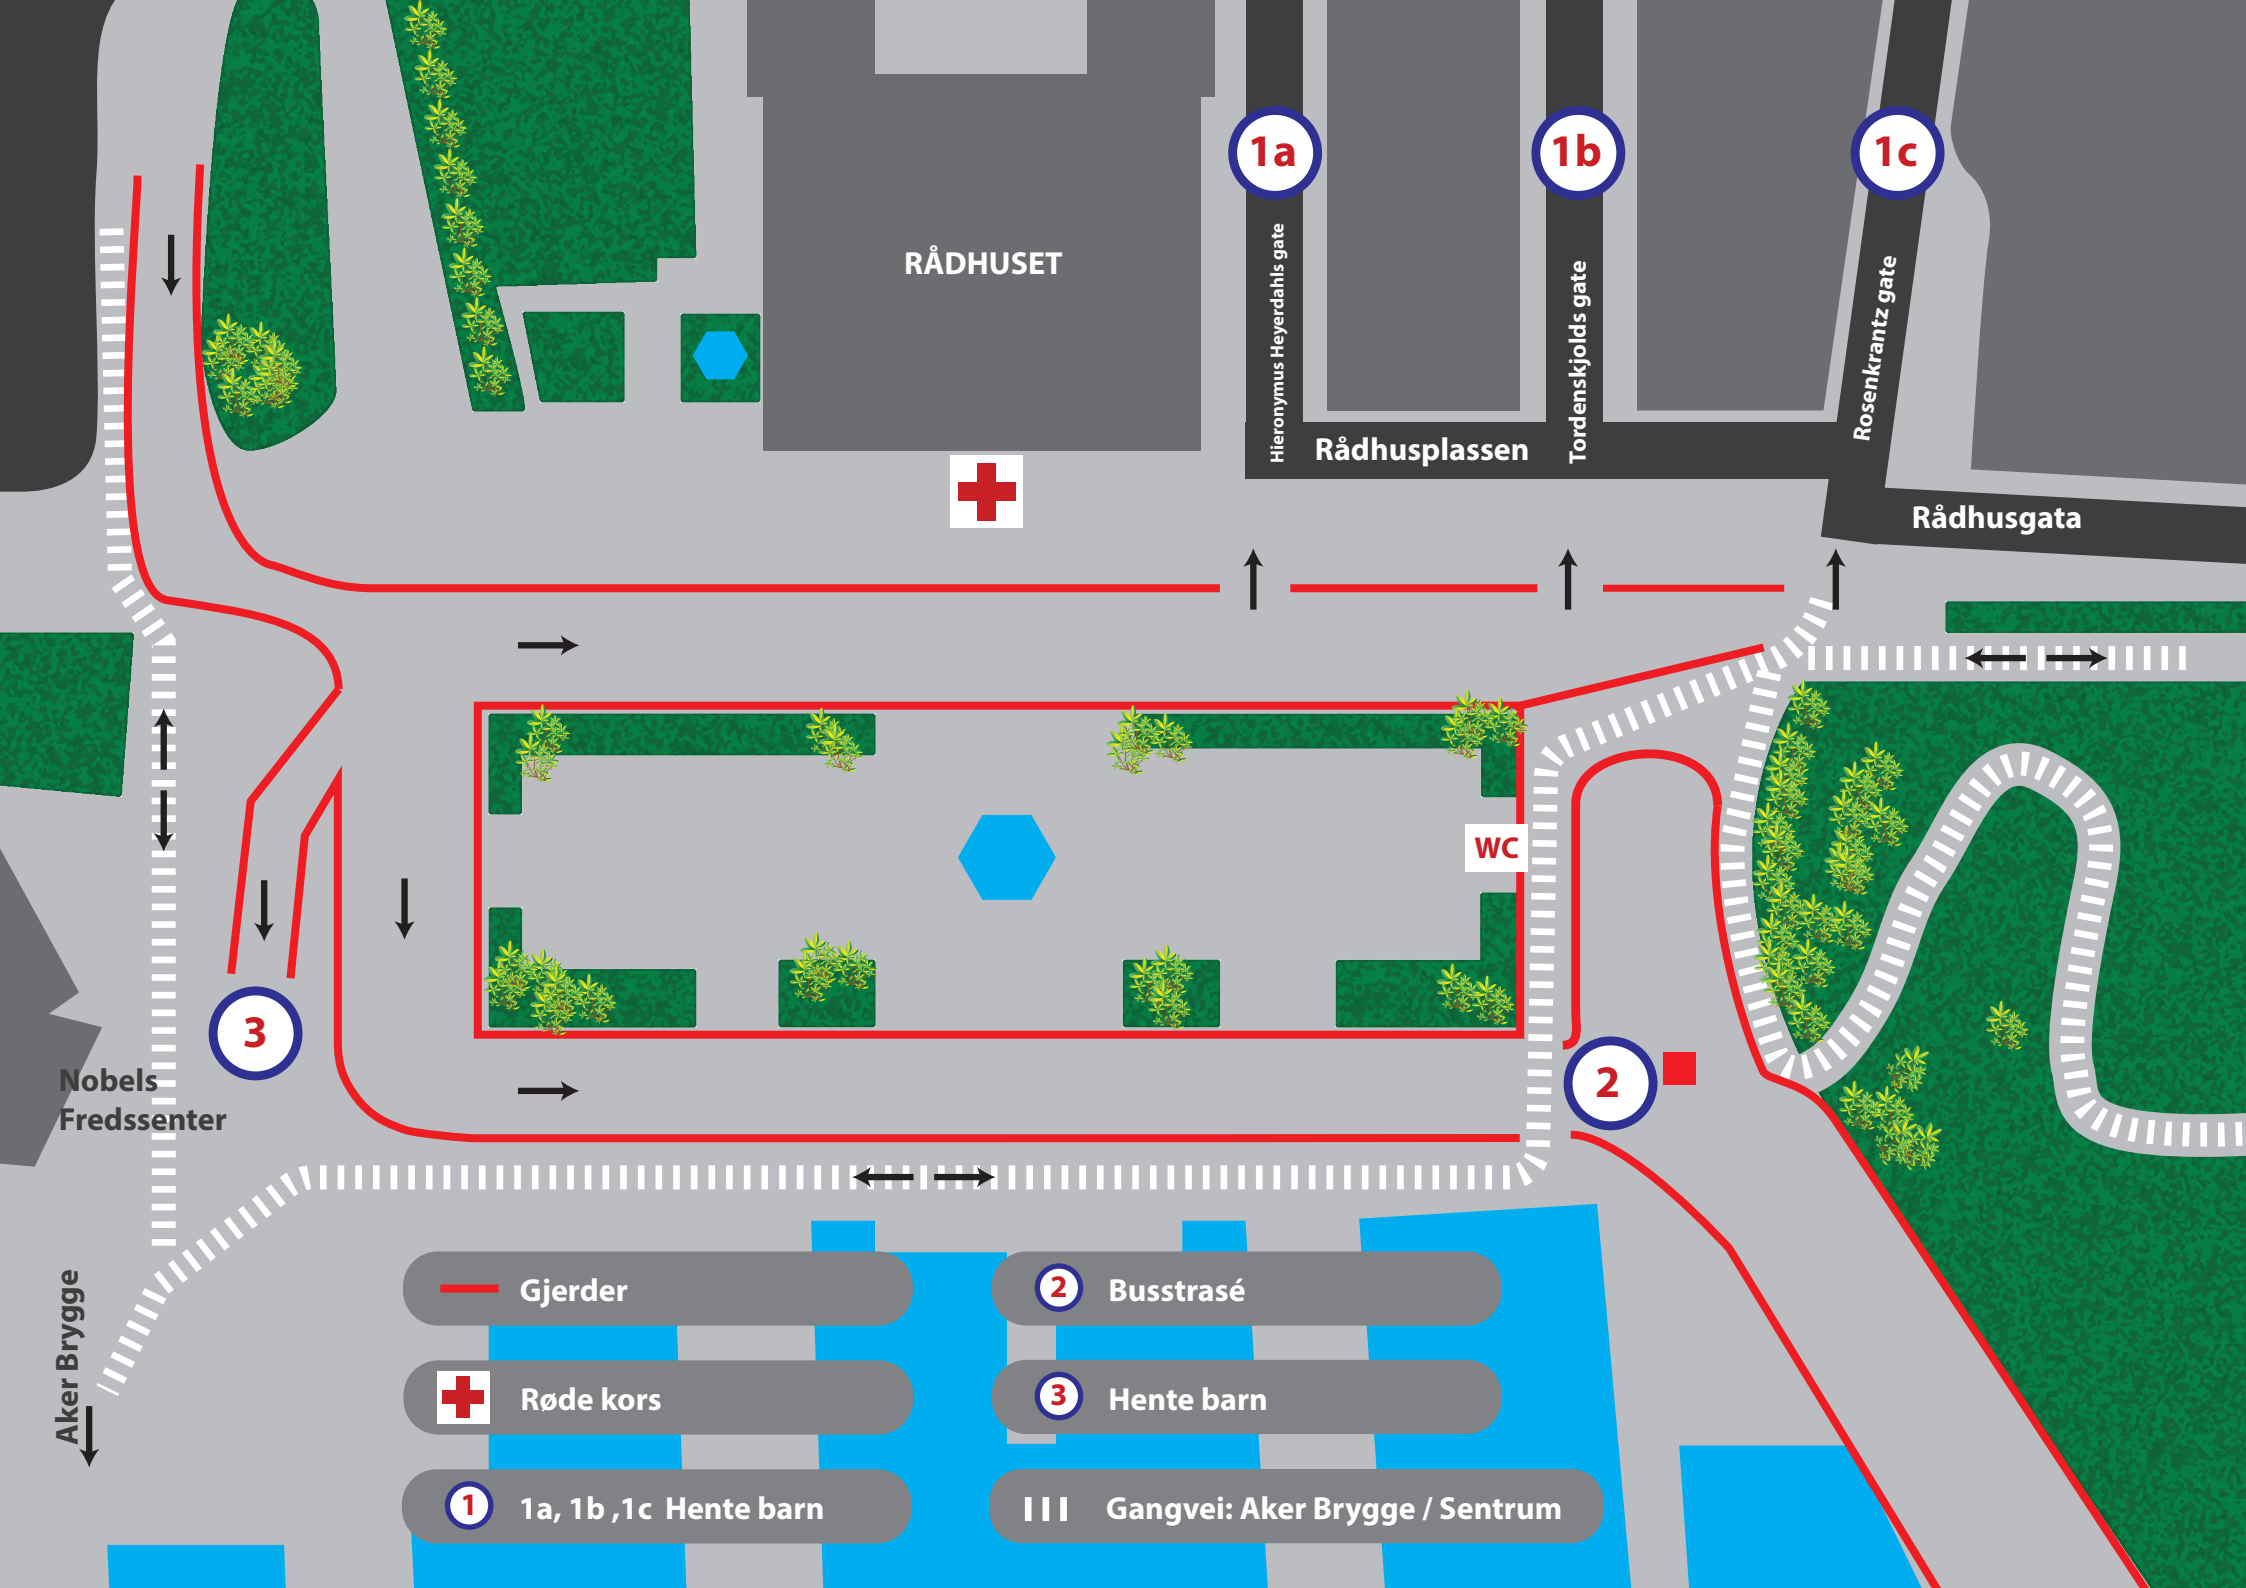 1a
1b
1c
RÅDHUSET
Hieronymus Heyerdahls gate
Tordenskjolds gate
Rosenkrantz gate
Rådhusplassen
Rådhusgata
WC
3
2
Nobels
Fredssenter
Aker Brygge
Gjerder
2 Busstrasé
Røde kors
3 Hente barn
1 1a, 1b ,1c Hente barn
Gangvei: Aker Brygge / Sentrum